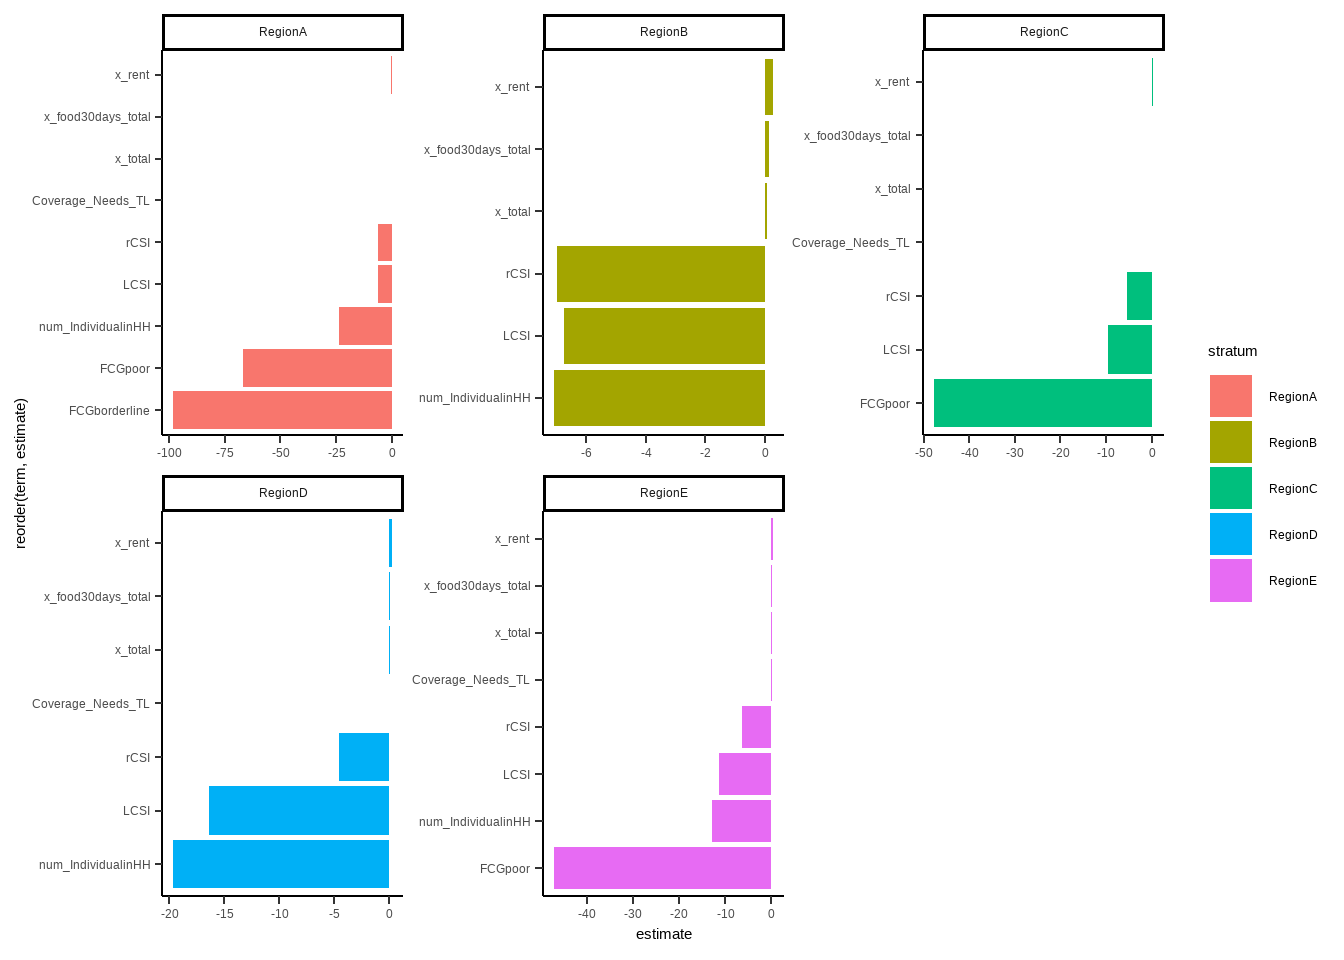 RegionA
x_rent
x_food30days_total
x_total
Coverage_Needs_TL
rCSI
LCSI
num_IndividualinHH
FCGpoor
FCGborderline
-100 -75 -50 -25 0
RegionB
x_rent
x_food30days_total
x_total
rCSI
LCSI
num_IndividualinHH
-6 -4 -2 0
RegionC
x_rent
x_food30days_total
x_total
Coverage_Needs_TL
rCSI
LCSI
FCGpoor
-50 -40 -30 -20 -10 0
RegionD
x_rent
x_food30days_total
x_total
Coverage_Needs_TL
rCSI
LCSI
num_IndividualinHH
-20 -15 -10 -5 0
RegionE
x_rent
x_food30days_total
x_total
Coverage_Needs_TL
rCSI
LCSI
num_IndividualinHH
FCGpoor
-40 -30 -20 -10 0
reorder(term, estimate)
estimate
stratum
RegionA
RegionB
RegionC
RegionD
RegionE